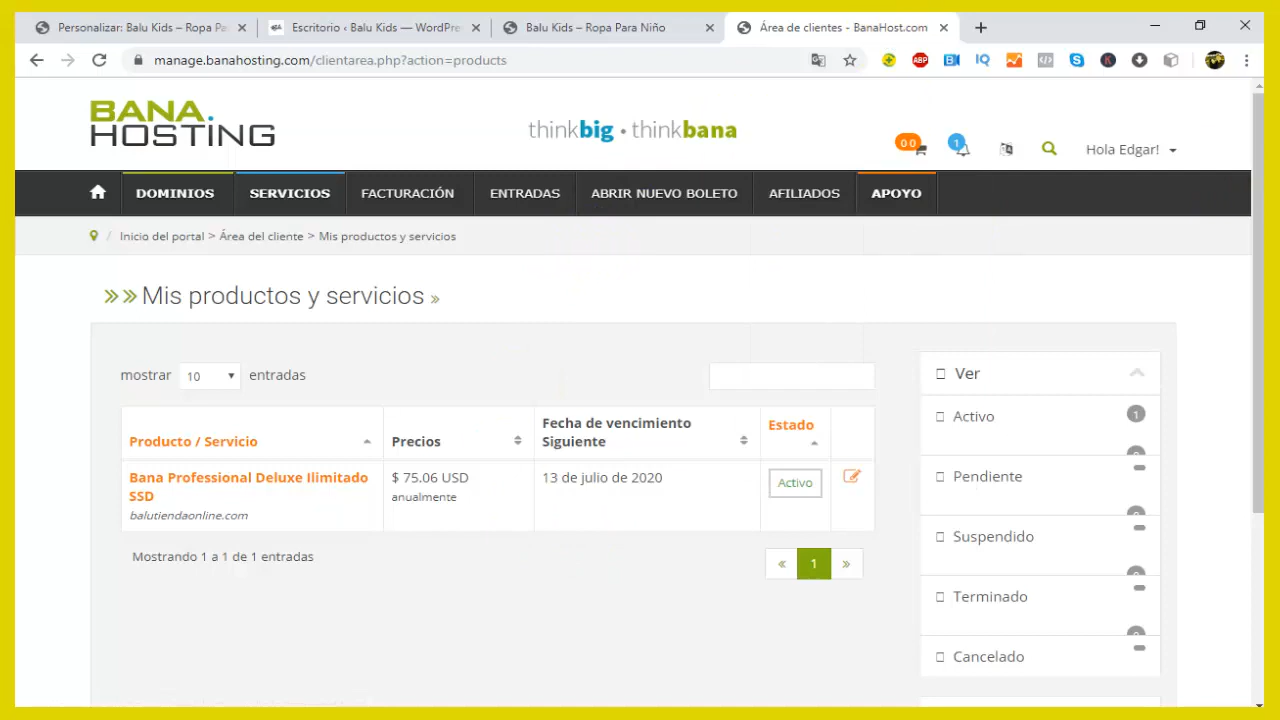 Personalizar: Balu Kids – Ropa Pa
Escritorio ‹ Balu Kids — WordPre
Balu Kids – Ropa Para Niño
Área de clientes - BanaHost.com
manage.banahosting.com/clientarea.php?action=products
ABP
IQ
BANA.
HOSTING
thinkbig • thinkbana
0 0
1
Hola Edgar!
DOMINIOS
SERVICIOS
FACTURACIÓN
ENTRADAS
ABRIR NUEVO BOLETO
AFILIADOS
APOYO
/ Inicio del portal > Área del cliente > Mis productos y servicios
Mis productos y servicios
mostrar 10 entradas
Producto / Servicio
Precios
Fecha de vencimiento
Siguiente
Estado
Bana Professional Deluxe Ilimitado
SSD
balutiendaonline.com
$ 75.06 USD
anualmente
13 de julio de 2020
Activo
Mostrando 1 a 1 de 1 entradas
« 1 »
Ver
Activo 1
Pendiente
Suspendido
Terminado
Cancelado